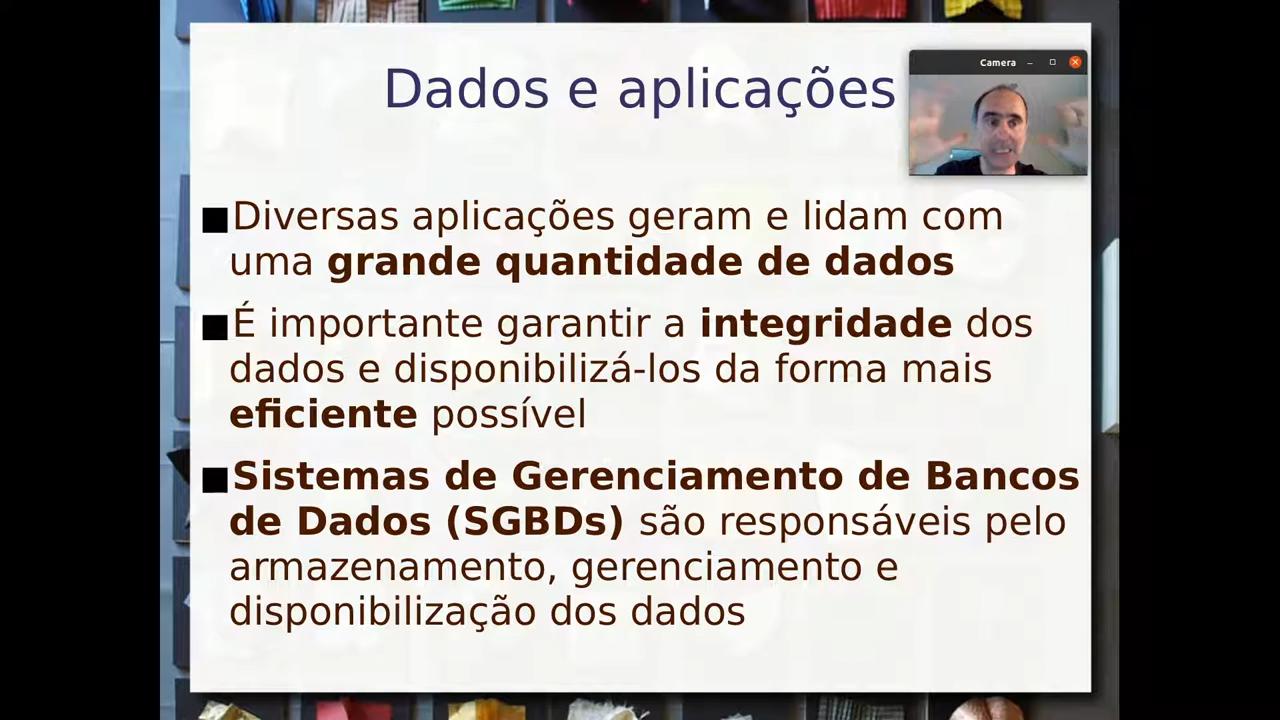 Dados e aplicações
Camera
■Diversas aplicações geram e lidam com
uma grande quantidade de dados
■É importante garantir a integridade dos
dados e disponibilizá-los da forma mais
eficiente possível
■Sistemas de Gerenciamento de Bancos
de Dados (SGBDs) são responsáveis pelo
armazenamento, gerenciamento e
disponibilização dos dados